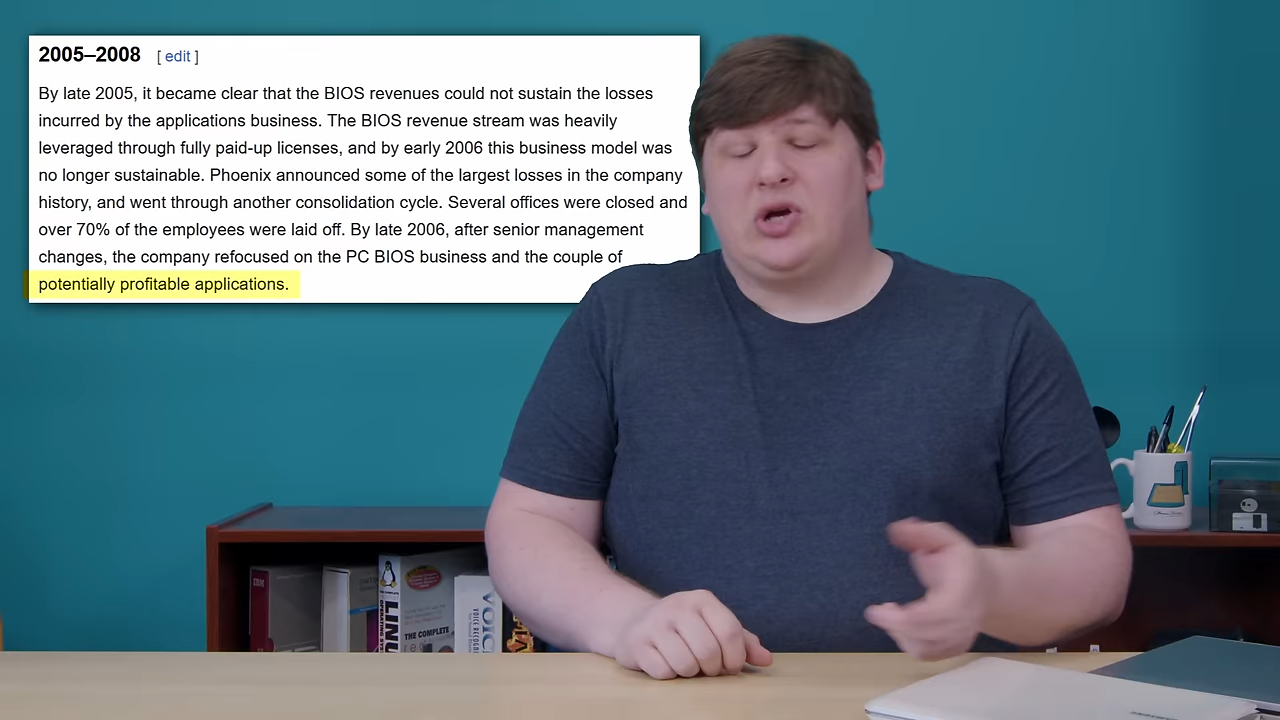 2005–2008 [ edit ]
By late 2005, it became clear that the BIOS revenues could not sustain the losses
incurred by the applications business. The BIOS revenue stream was heavily
leveraged through fully paid-up licenses, and by early 2006 this business model was
no longer sustainable. Phoenix announced some of the largest losses in the company
history, and went through another consolidation cycle. Several offices were closed and
over 70% of the employees were laid off. By late 2006, after senior management
changes, the company refocused on the PC BIOS business and the couple of
potentially profitable applications.
IBM
THE COMPLETE